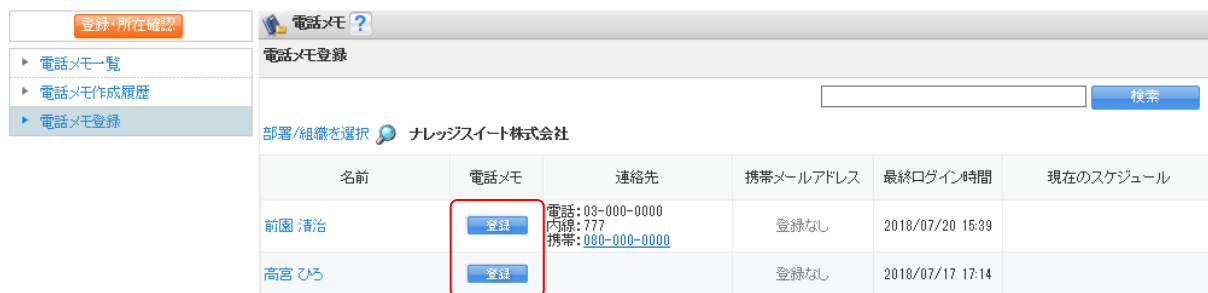 登録・所在確認
電話メモ ?
電話メモ一覧
電話メモ作成履歴
電話メモ登録
電話メモ登録
検索
部署/組織を選択 ナレッジスイート株式会社
名前 電話メモ 連絡先 携帯メールアドレス 最終ログイン時間 現在のスケジュール
前園 清治 登録 電話:03-000-0000 登録なし 2018/07/20 15:39
内線:777
携帯:080-000-0000
高宮 ひろ 登録 登録なし 2018/07/17 17:14